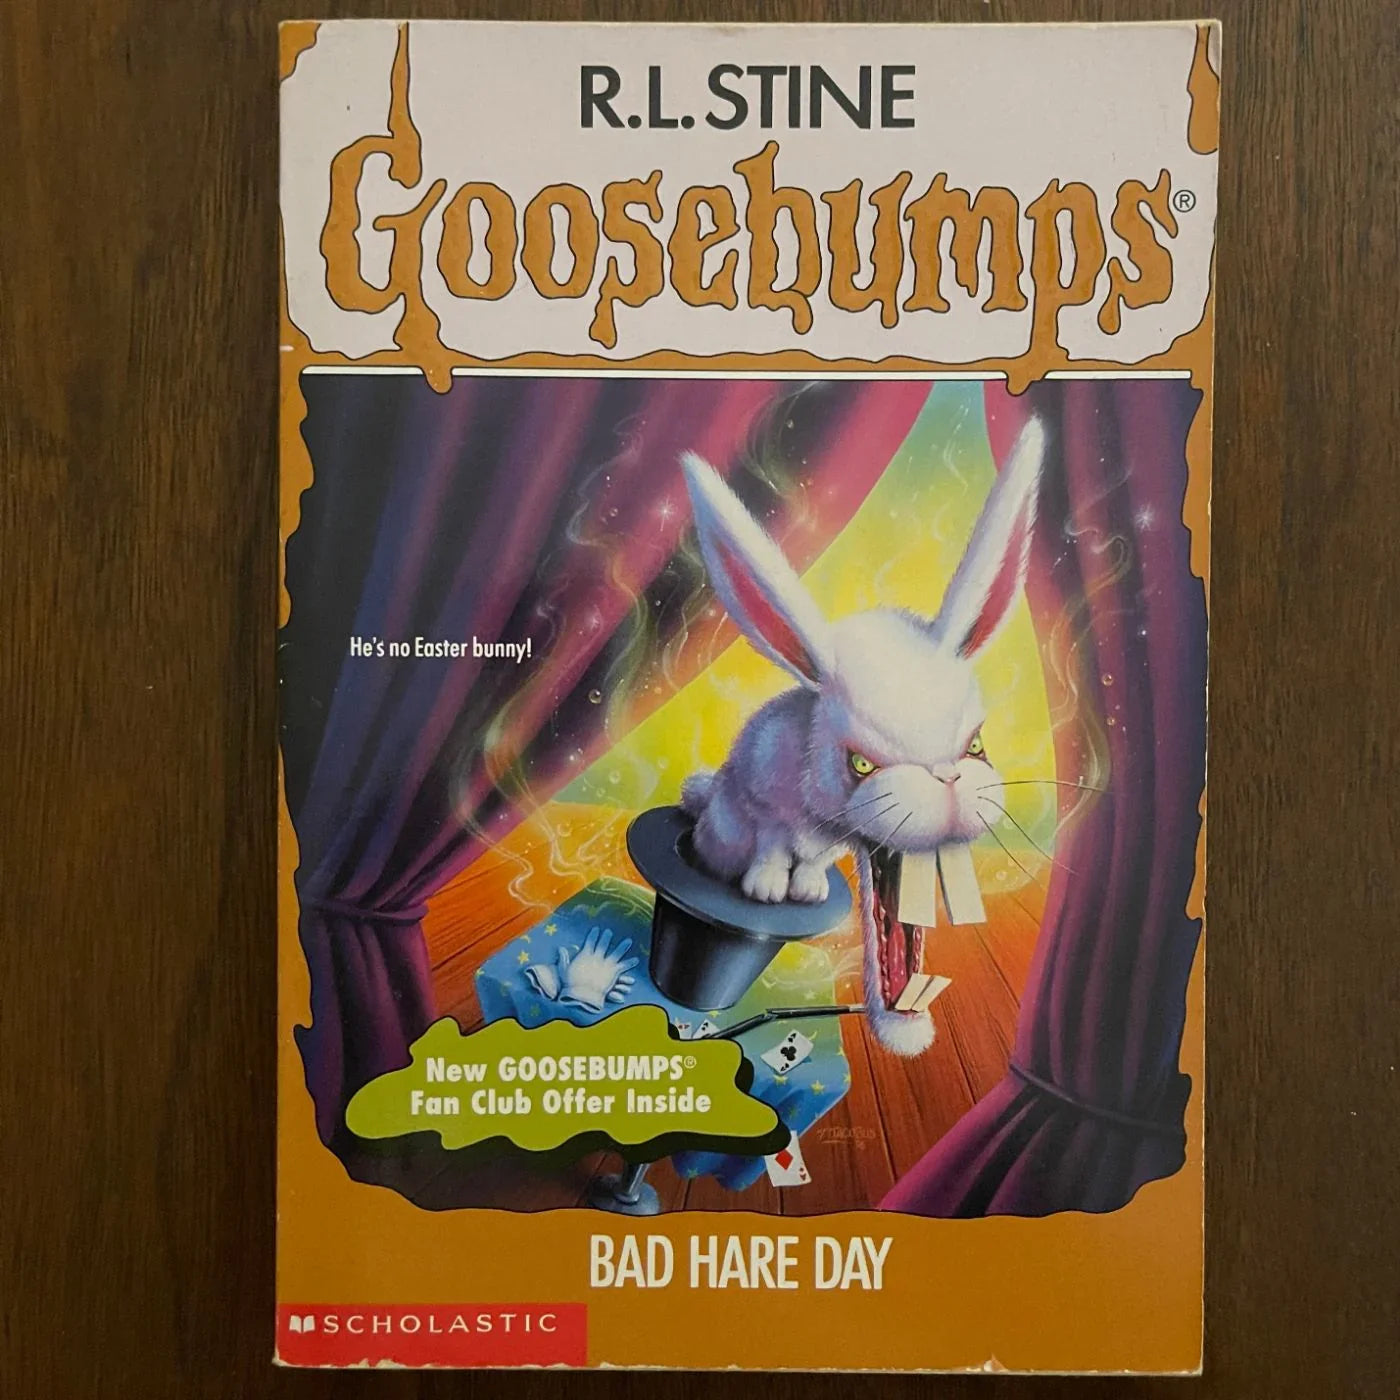 R.L. STINE
Goosebumps®
He's no Easter bunny!
New GOOSEBUMPS®
Fan Club Offer Inside
BAD HARE DAY
SCHOLASTIC